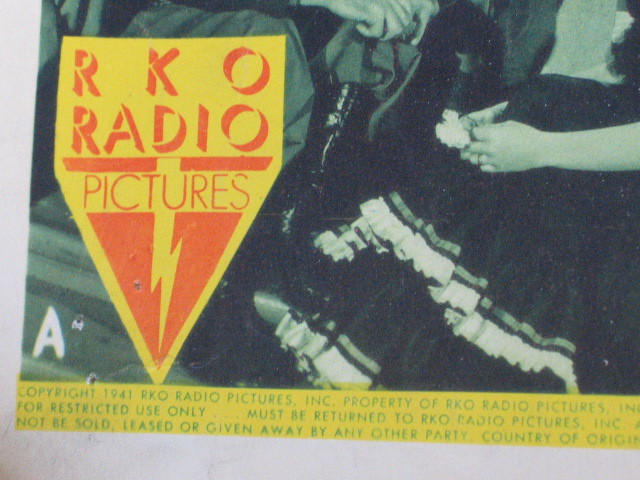 RKO
RADIO
PICTURES
A
COPYRIGHT 1941 RKO RADIO PICTURES, INC. PROPERTY OF RKO RADIO PICTURES,
FOR RESTRICTED USE ONLY .... MUST BE RETURNED TO RKO RADIO PICTURES, INC.
NOT BE SOLD, LEASED OR GIVEN AWAY BY ANY OTHER PARTY. COUNTRY OF